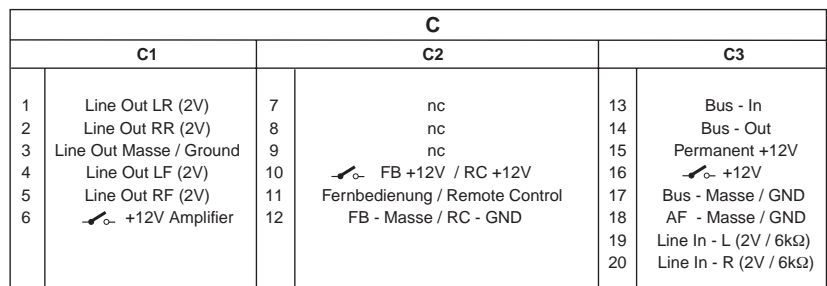 C
C1 C2 C3
1 Line Out LR (2V) 7 nc 13 Bus - In
2 Line Out RR (2V) 8 nc 14 Bus - Out
3 Line Out Masse / Ground 9 nc 15 Permanent +12V
4 Line Out LF (2V) 10 FB +12V / RC +12V 16 +12V
5 Line Out RF (2V) 11 Fernbedienung / Remote Control 17 Bus - Masse / GND
6 +12V Amplifier 12 FB - Masse / RC - GND 18 AF - Masse / GND
19 Line In - L (2V / 6kΩ)
20 Line In - R (2V / 6kΩ)